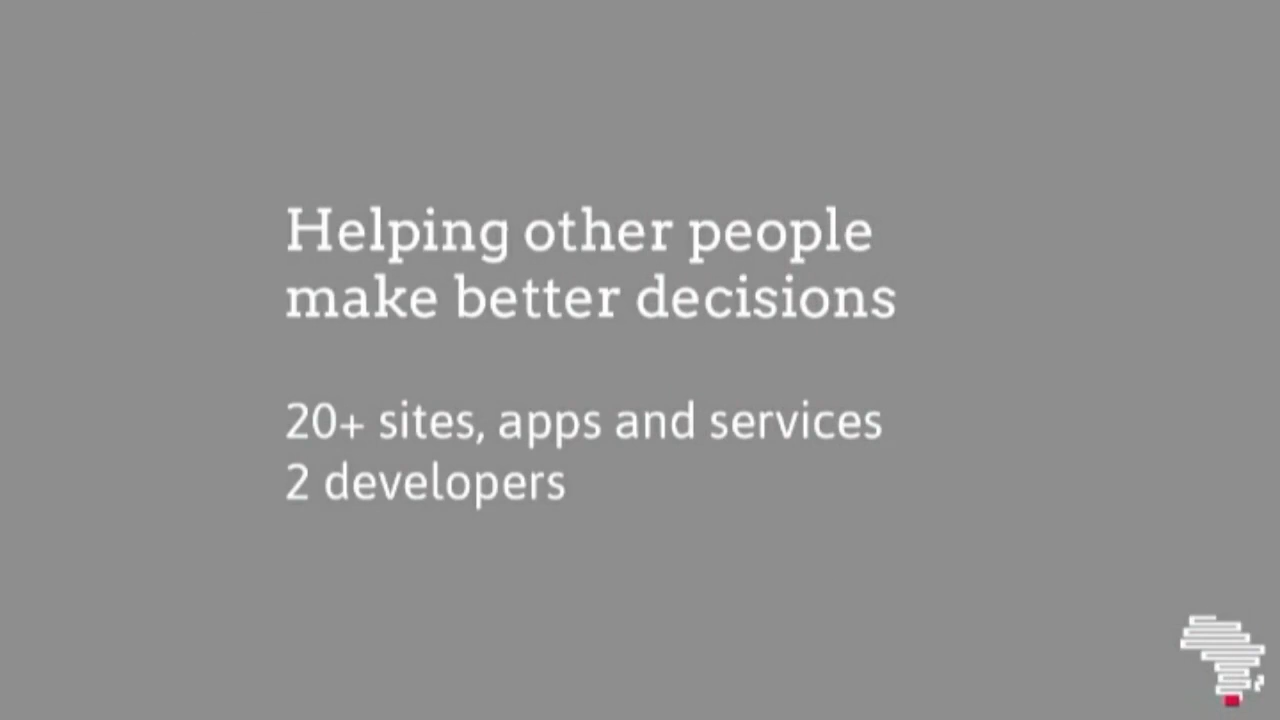 Helping other people
make better decisions
20+ sites, apps and services
2 developers